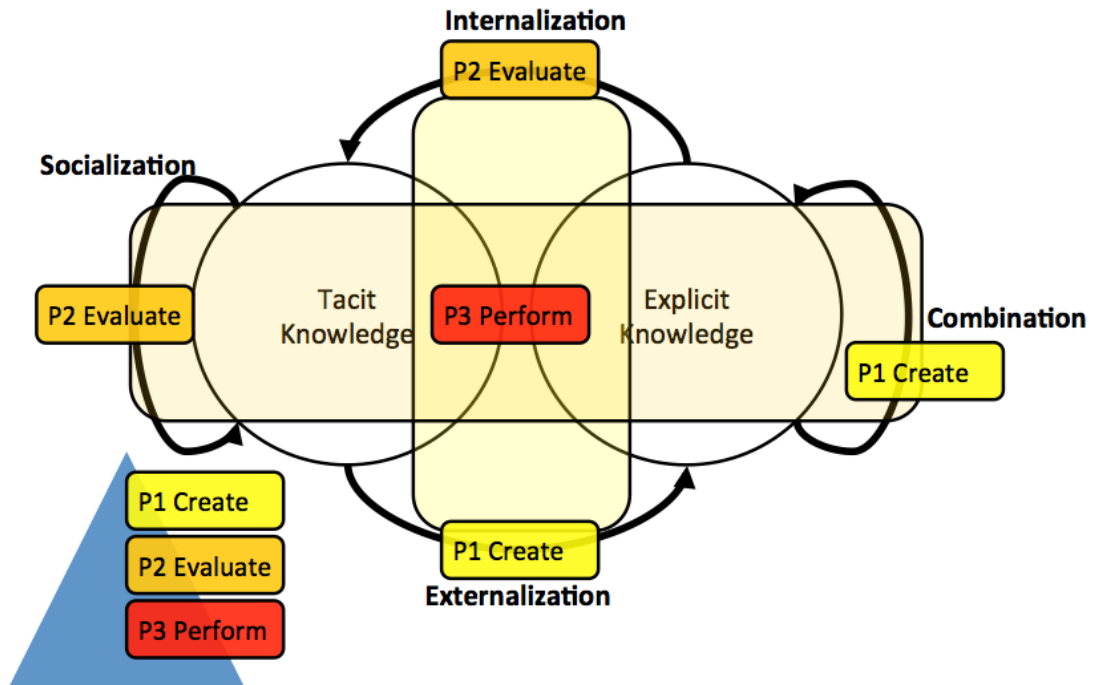 Internalization
P2 Evaluate
Socialization
Tacit
Knowledge
P3 Perform
Explicit
Knowledge
P2 Evaluate
Combination
P1 Create
P1 Create
Externalization
P1 Create
P2 Evaluate
P3 Perform